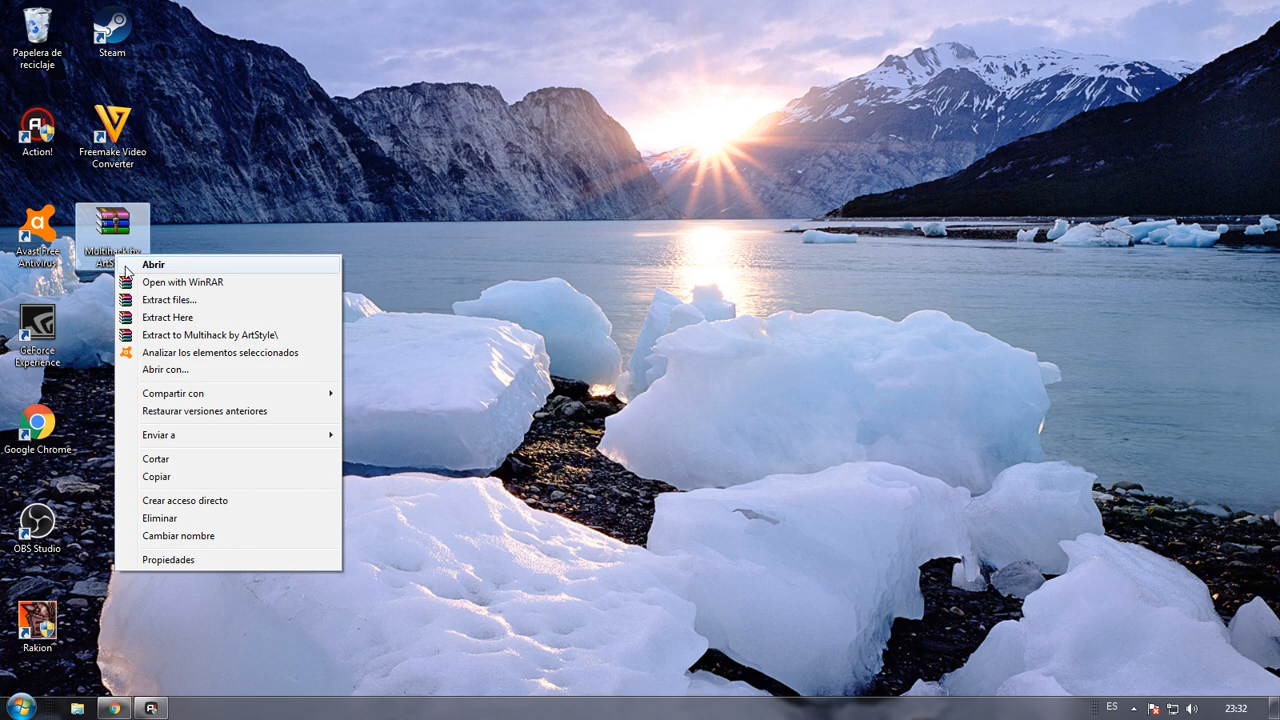 Papelera de
reciclaje
Steam
Action!
Freemake Video
Converter
Avast Free
Antivirus
Multihack by
GeForce
Experience
Google Chrome
OBS Studio
Rakion
Abrir
Open with WinRAR
Extract files...
Extract Here
Extract to Multihack by ArtStyle\
Analizar los elementos seleccionados
Abrir con...
Compartir con
Restaurar versiones anteriores
Enviar a
Cortar
Copiar
Crear acceso directo
Eliminar
Cambiar nombre
Propiedades
ES
23:32